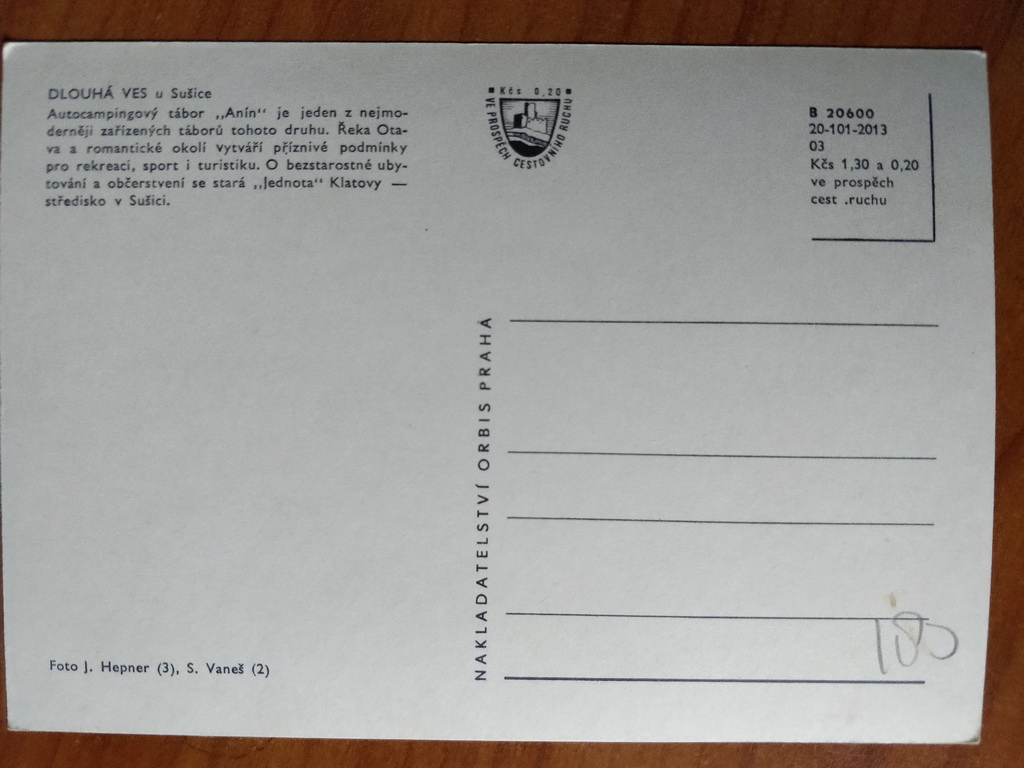 DLOUHÁ VES u Sušice
Autocampingový tábor „Anín“ je jeden z nejmo-
derněji zařízených táborů tohoto druhu. Řeka Ota-
va a romantické okolí vytváří příznivé podmínky
pro rekreaci, sport i turistiku. O bezstarostné uby-
tování a občerstvení se stará „Jednota“ Klatovy —
středisko v Sušici.
Kčs 0,20
VE PROSPĚCH CESTOVNÍHO RUCHU
B 20600
20-101-2013
03
Kčs 1,30 a 0,20
ve prospěch
cest .ruchu
NAKLADATELSTVÍ ORBIS PRAHA
Foto J. Hepner (3), S. Vaneš (2)